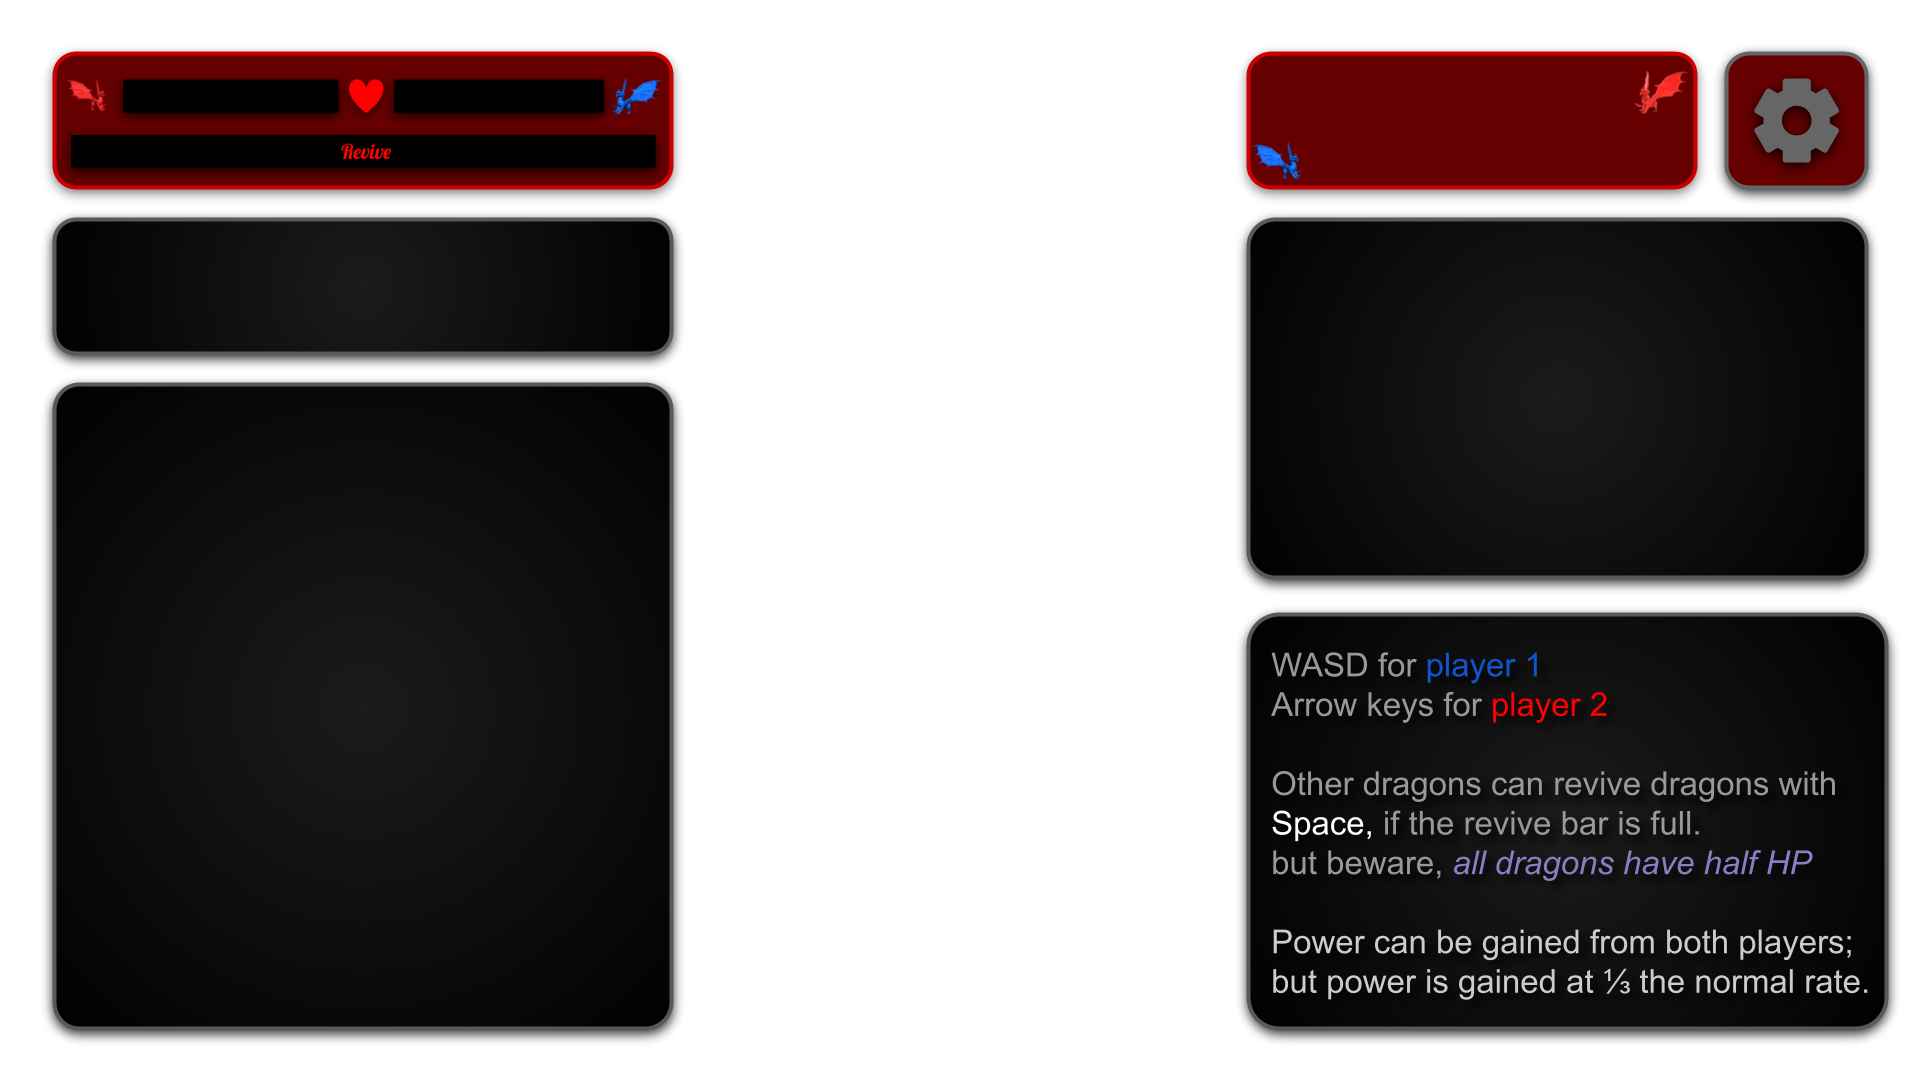 Revive
WASD for player 1
Arrow keys for player 2
Other dragons can revive dragons with
Space, if the revive bar is full.
but beware, all dragons have half HP
Power can be gained from both players;
but power is gained at ⅓ the normal rate.